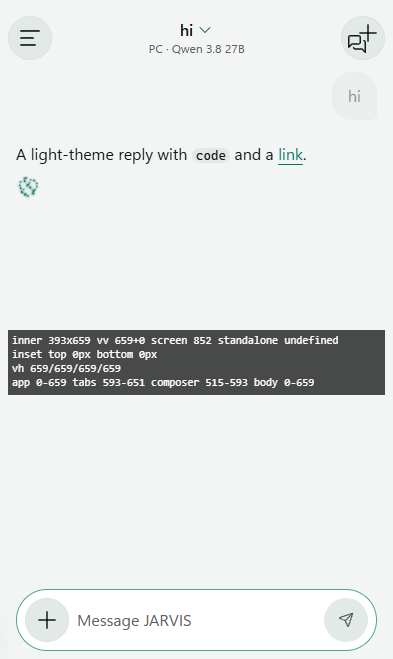 hi
PC · Qwen 3.8 27B
hi
A light-theme reply with code and a link.
inner 393x659 vv 659+0 screen 852 standalone undefined
inset top 0px bottom 0px
vh 659/659/659/659
app 0-659 tabs 593-651 composer 515-593 body 0-659
Message JARVIS